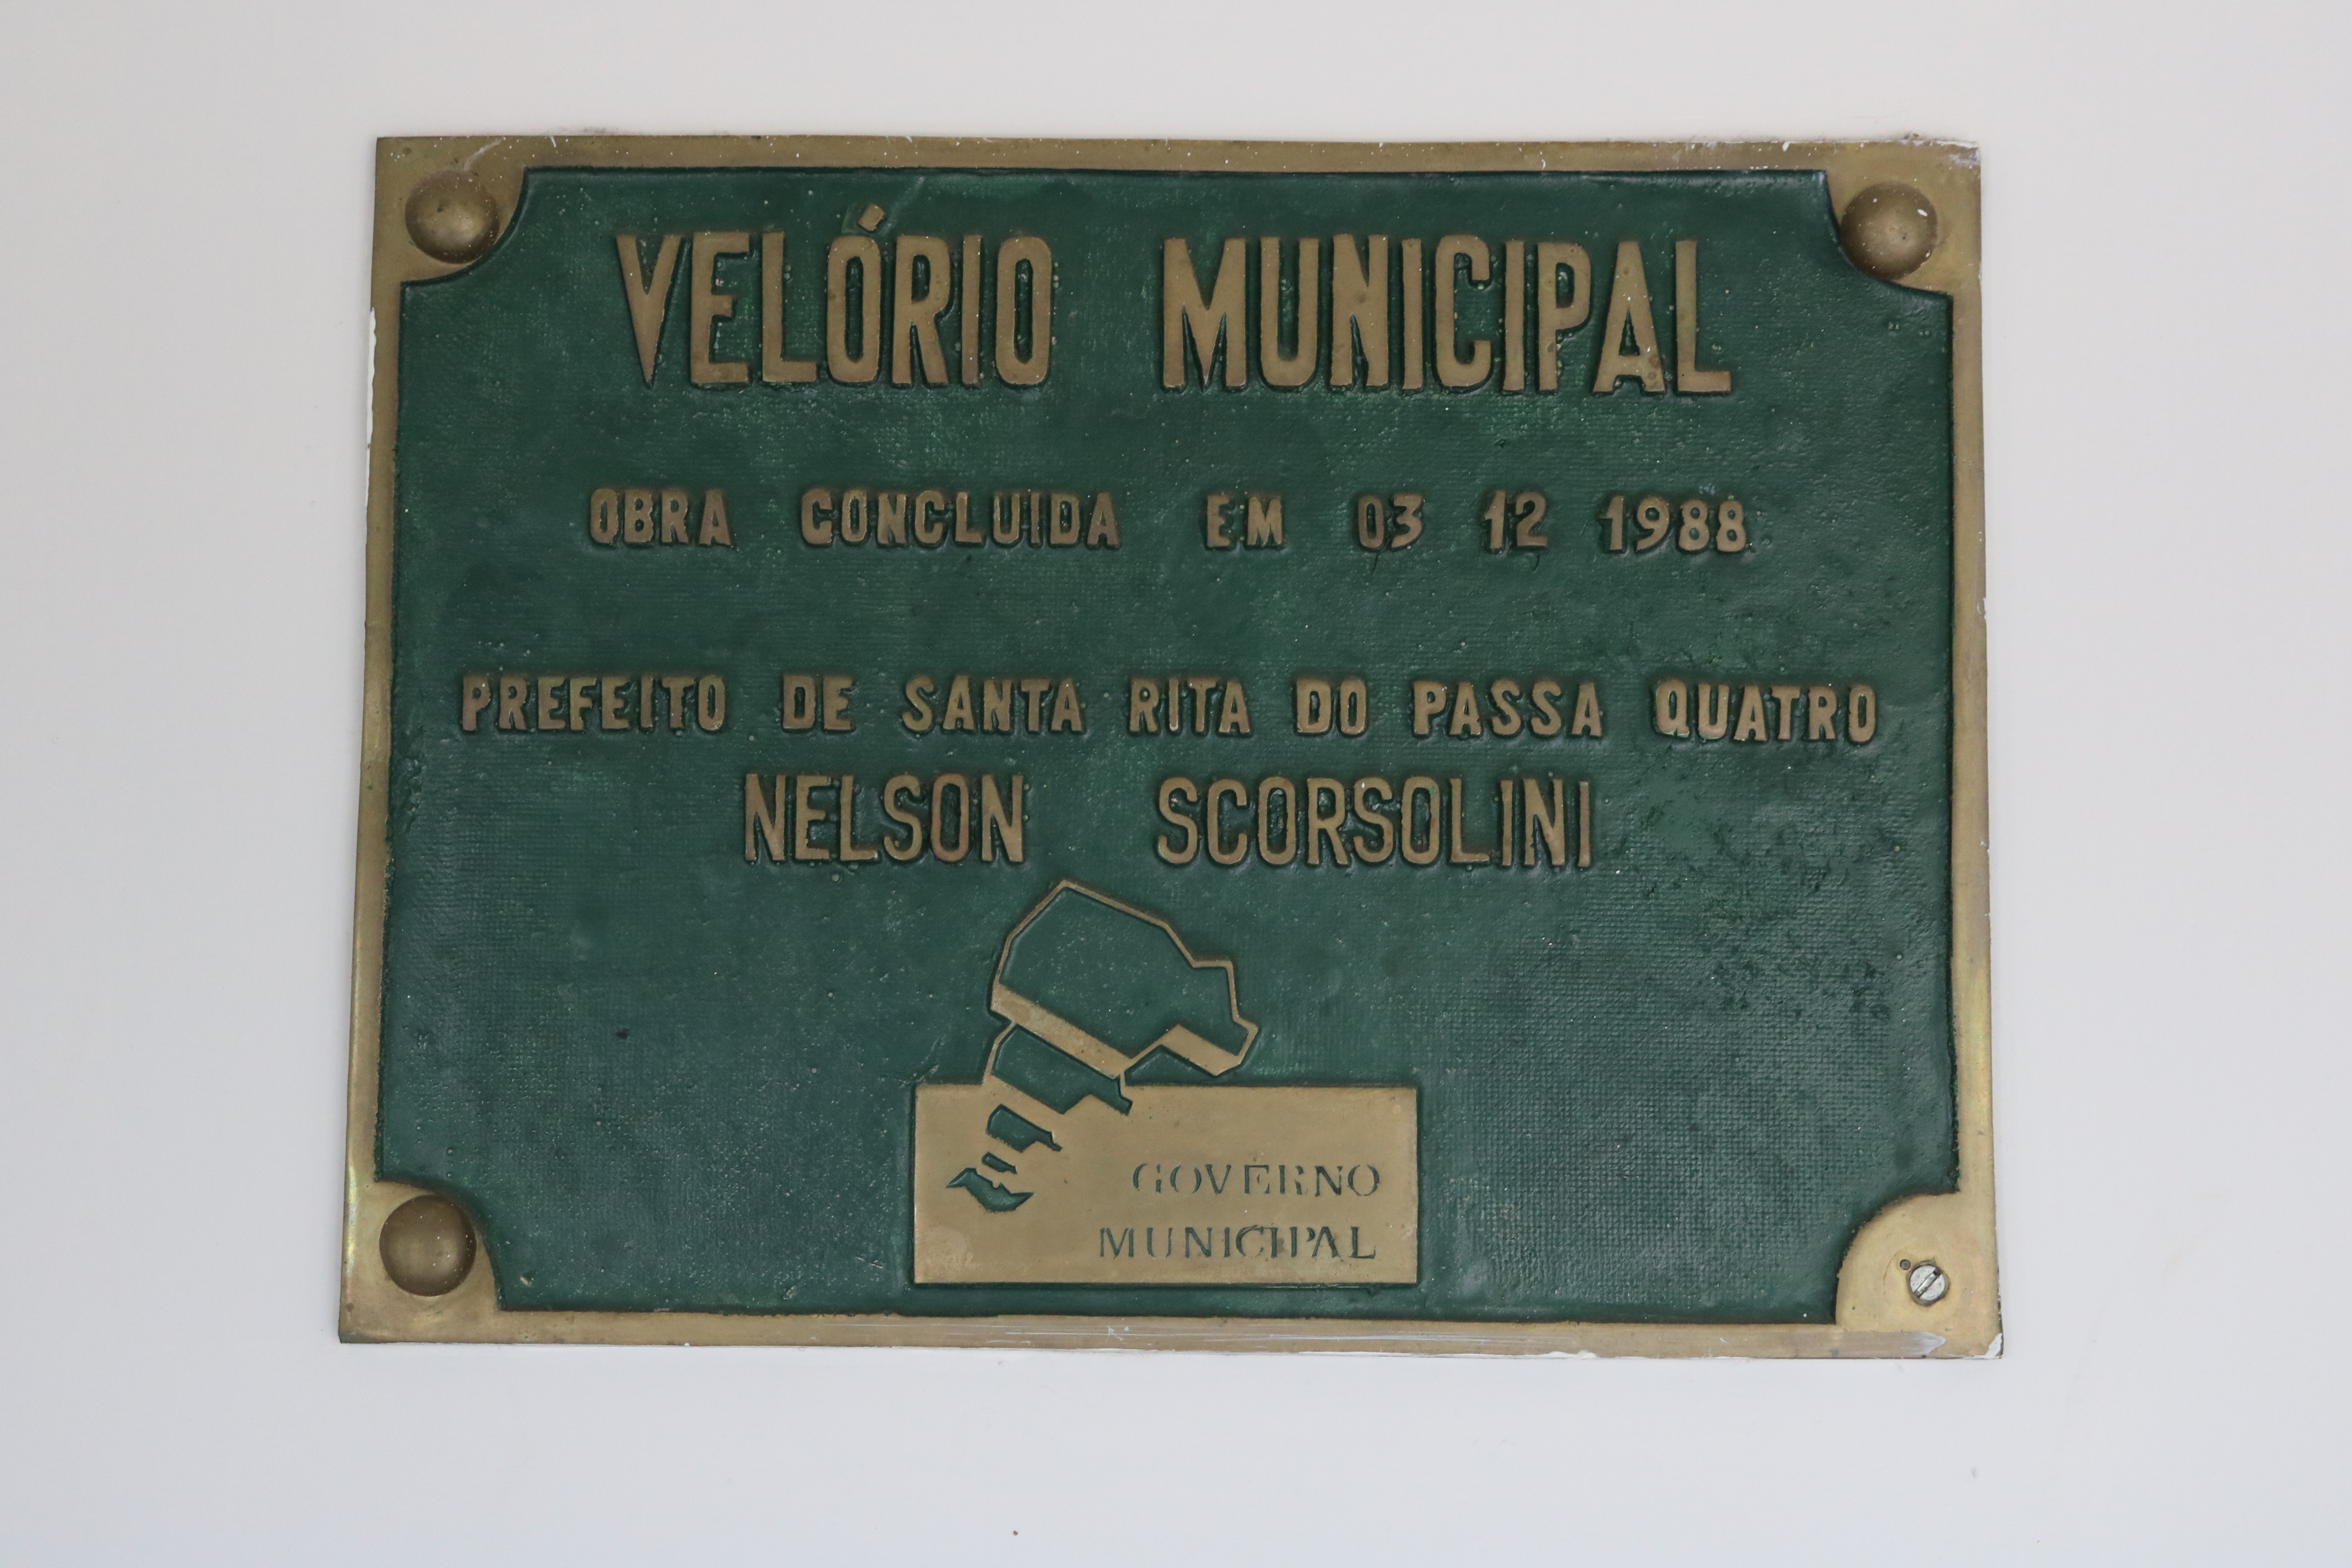 VELÓRIO MUNICIPAL
OBRA CONCLUIDA EM 03 12 1988
PREFEITO DE SANTA RITA DO PASSA QUATRO
NELSON SCORSOLINI
GOVERNO
MUNICIPAL